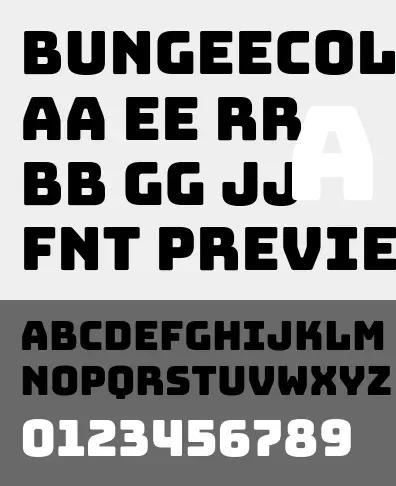 BUNGEECOL
AA EE RR
A
BB GG JJ
FNT PREVIE
ABCDEFGHIJKLM
NOPQRSTUVWXYZ
0123456789